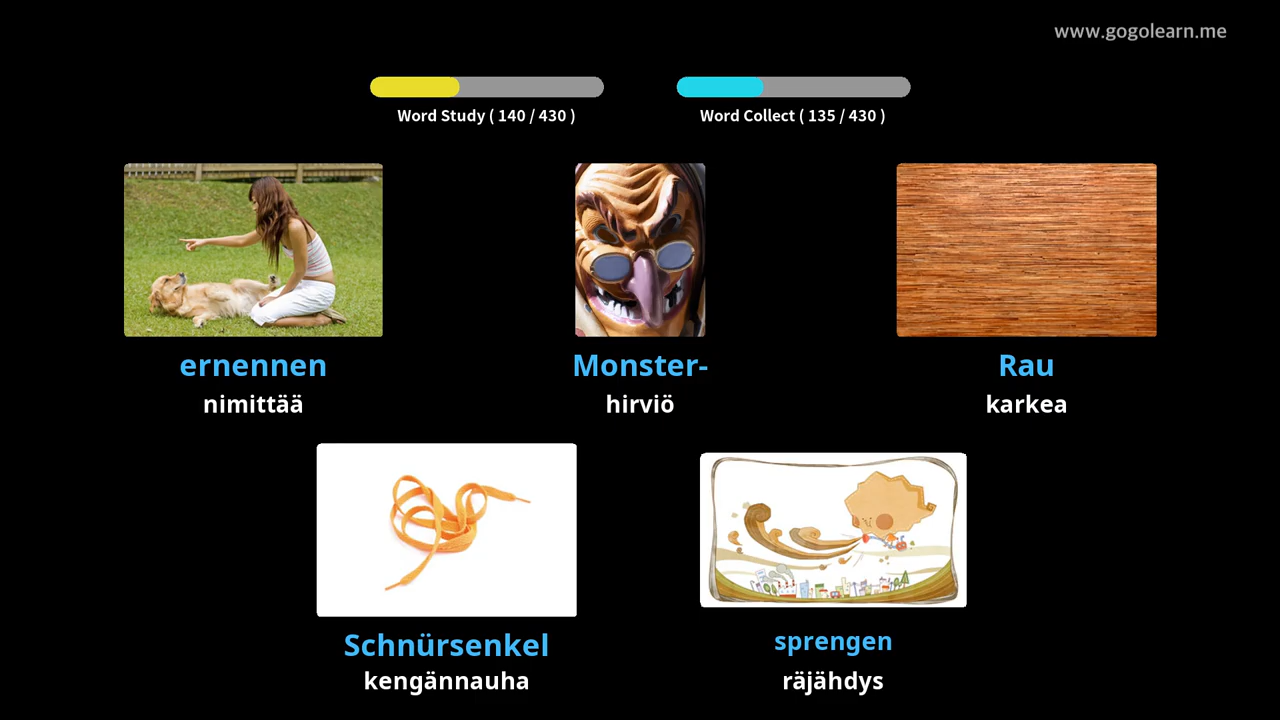 www.gogolearn.me
Word Study ( 140 / 430 )
Word Collect ( 135 / 430 )
ernennen
nimittää
Monster-
hirviö
Rau
karkea
Schnürsenkel
kengännauha
sprengen
räjähdys